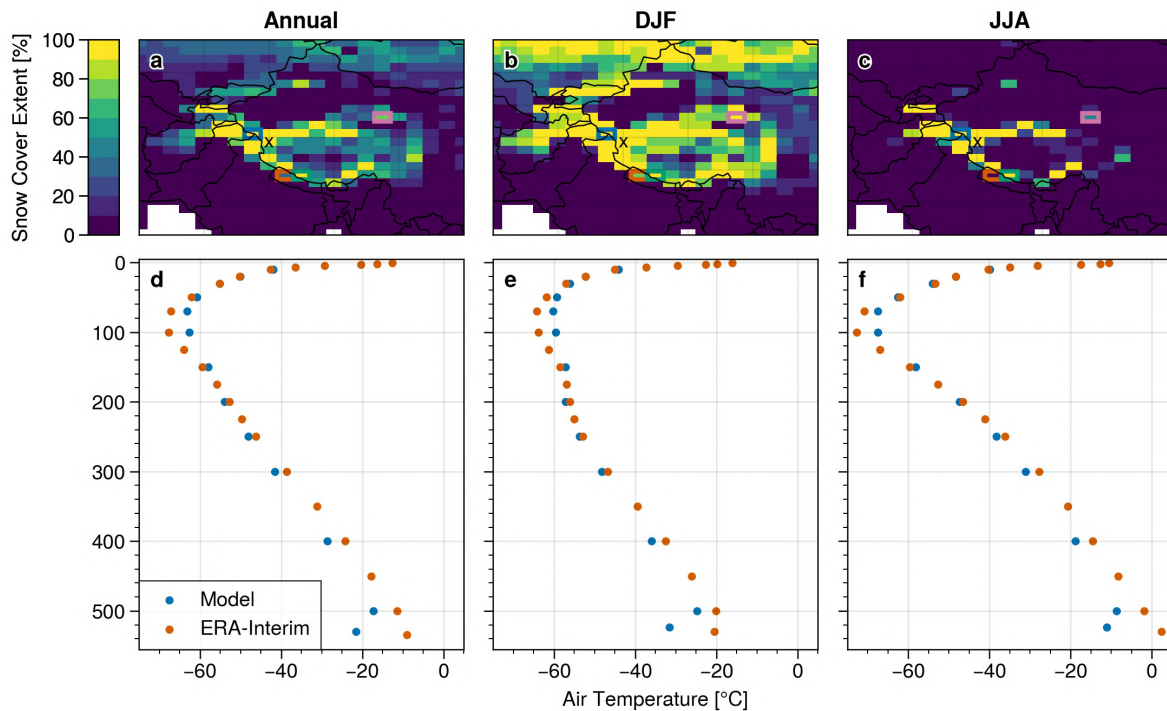 Annual DJF JJA
Snow Cover Extent [%]
100
80
60
40
20
0
a b c
x x x
d e f
0
100
200
300
400
500
Model
ERA-Interim
−60 −40 −20 0 −60 −40 −20 0 −60 −40 −20 0
Air Temperature [°C]